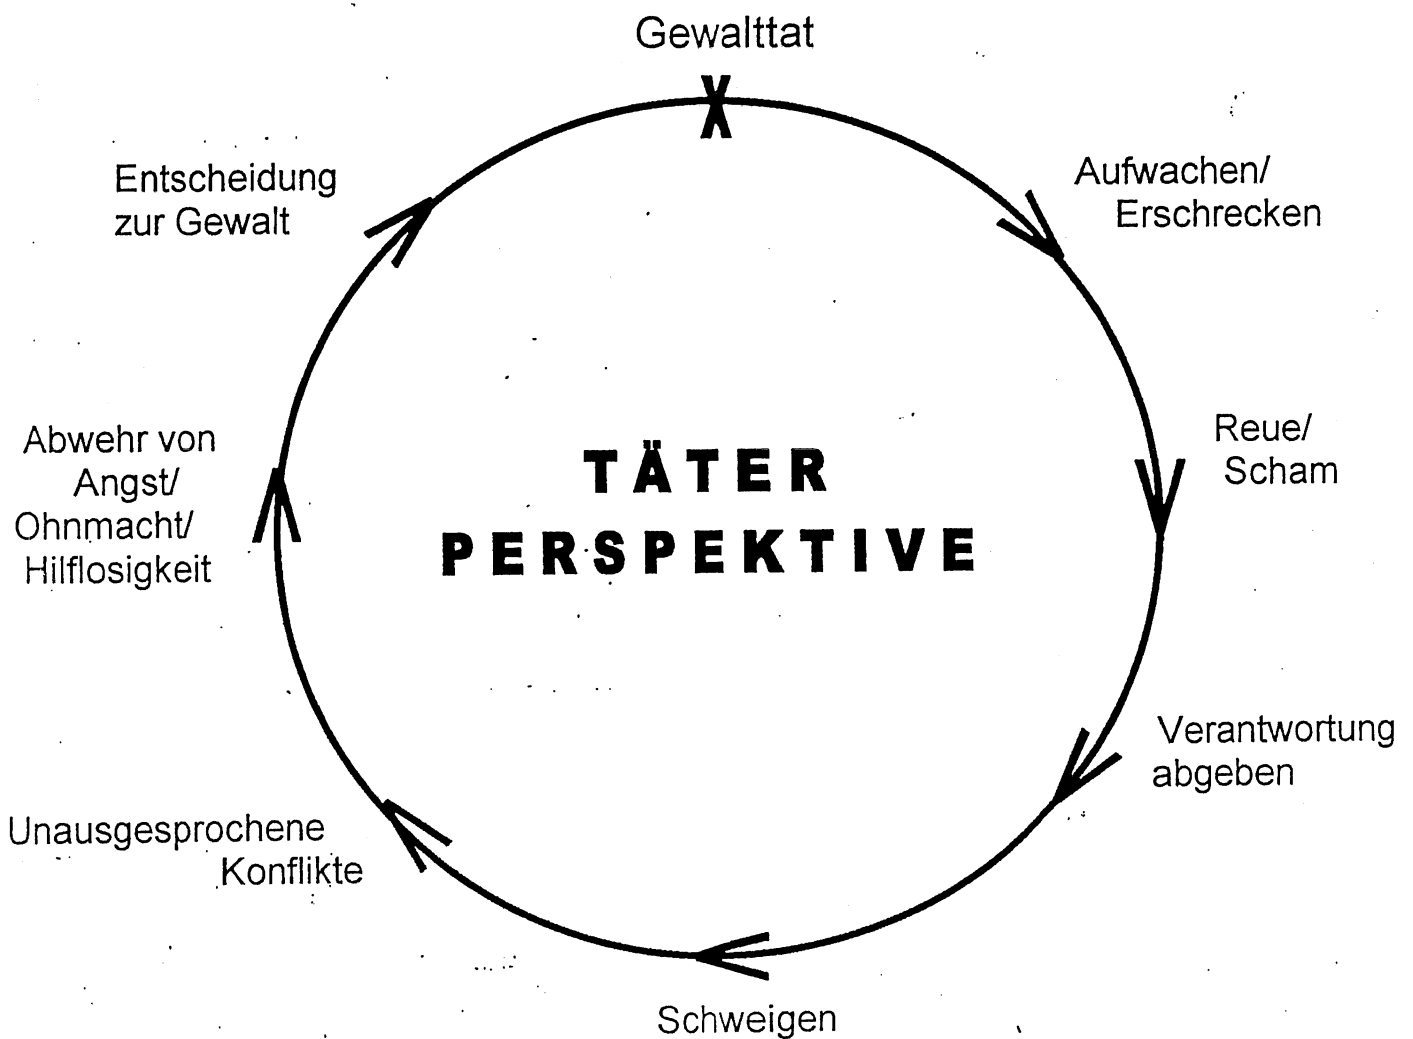 Gewalttat
Aufwachen/
Erschrecken
Reue/
Scham
Verantwortung
abgeben
Schweigen
Unausgesprochene
Konflikte
Abwehr von
Angst/
Ohnmacht/
Hilflosigkeit
Entscheidung
zur Gewalt
TÄTER
PERSPEKTIVE